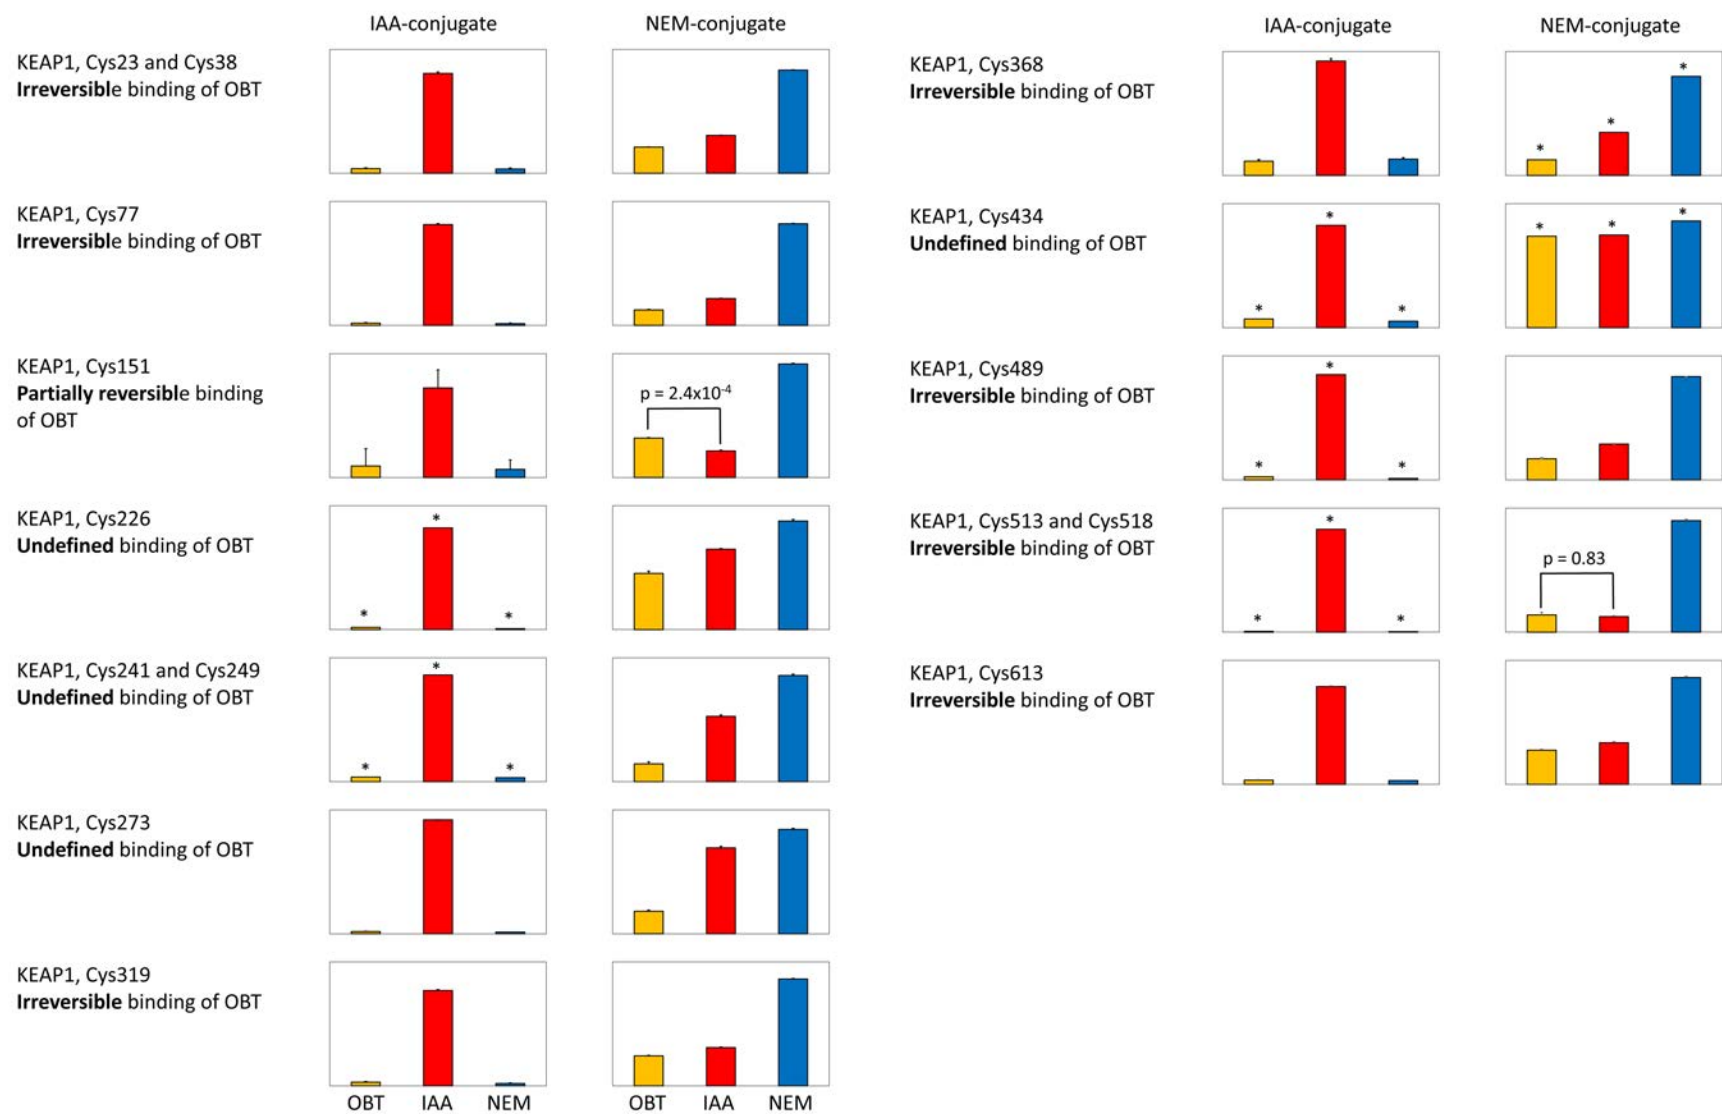 IAA-conjugate
NEM-conjugate
KEAP1, Cys23 and Cys38
Irreversible binding of OBT
KEAP1, Cys77
Irreversible binding of OBT
KEAP1, Cys151
Partially reversible binding
of OBT
p = 2.4x10-4
KEAP1, Cys226
Undefined binding of OBT
*
*
*
KEAP1, Cys241 and Cys249
Undefined binding of OBT
*
*
*
KEAP1, Cys273
Undefined binding of OBT
KEAP1, Cys319
Irreversible binding of OBT
OBT IAA NEM
OBT IAA NEM
IAA-conjugate
NEM-conjugate
KEAP1, Cys368
Irreversible binding of OBT
*
*
*
KEAP1, Cys434
Undefined binding of OBT
*
*
*
*
*
*
KEAP1, Cys489
Irreversible binding of OBT
*
*
*
KEAP1, Cys513 and Cys518
Irreversible binding of OBT
*
*
*
p = 0.83
KEAP1, Cys613
Irreversible binding of OBT